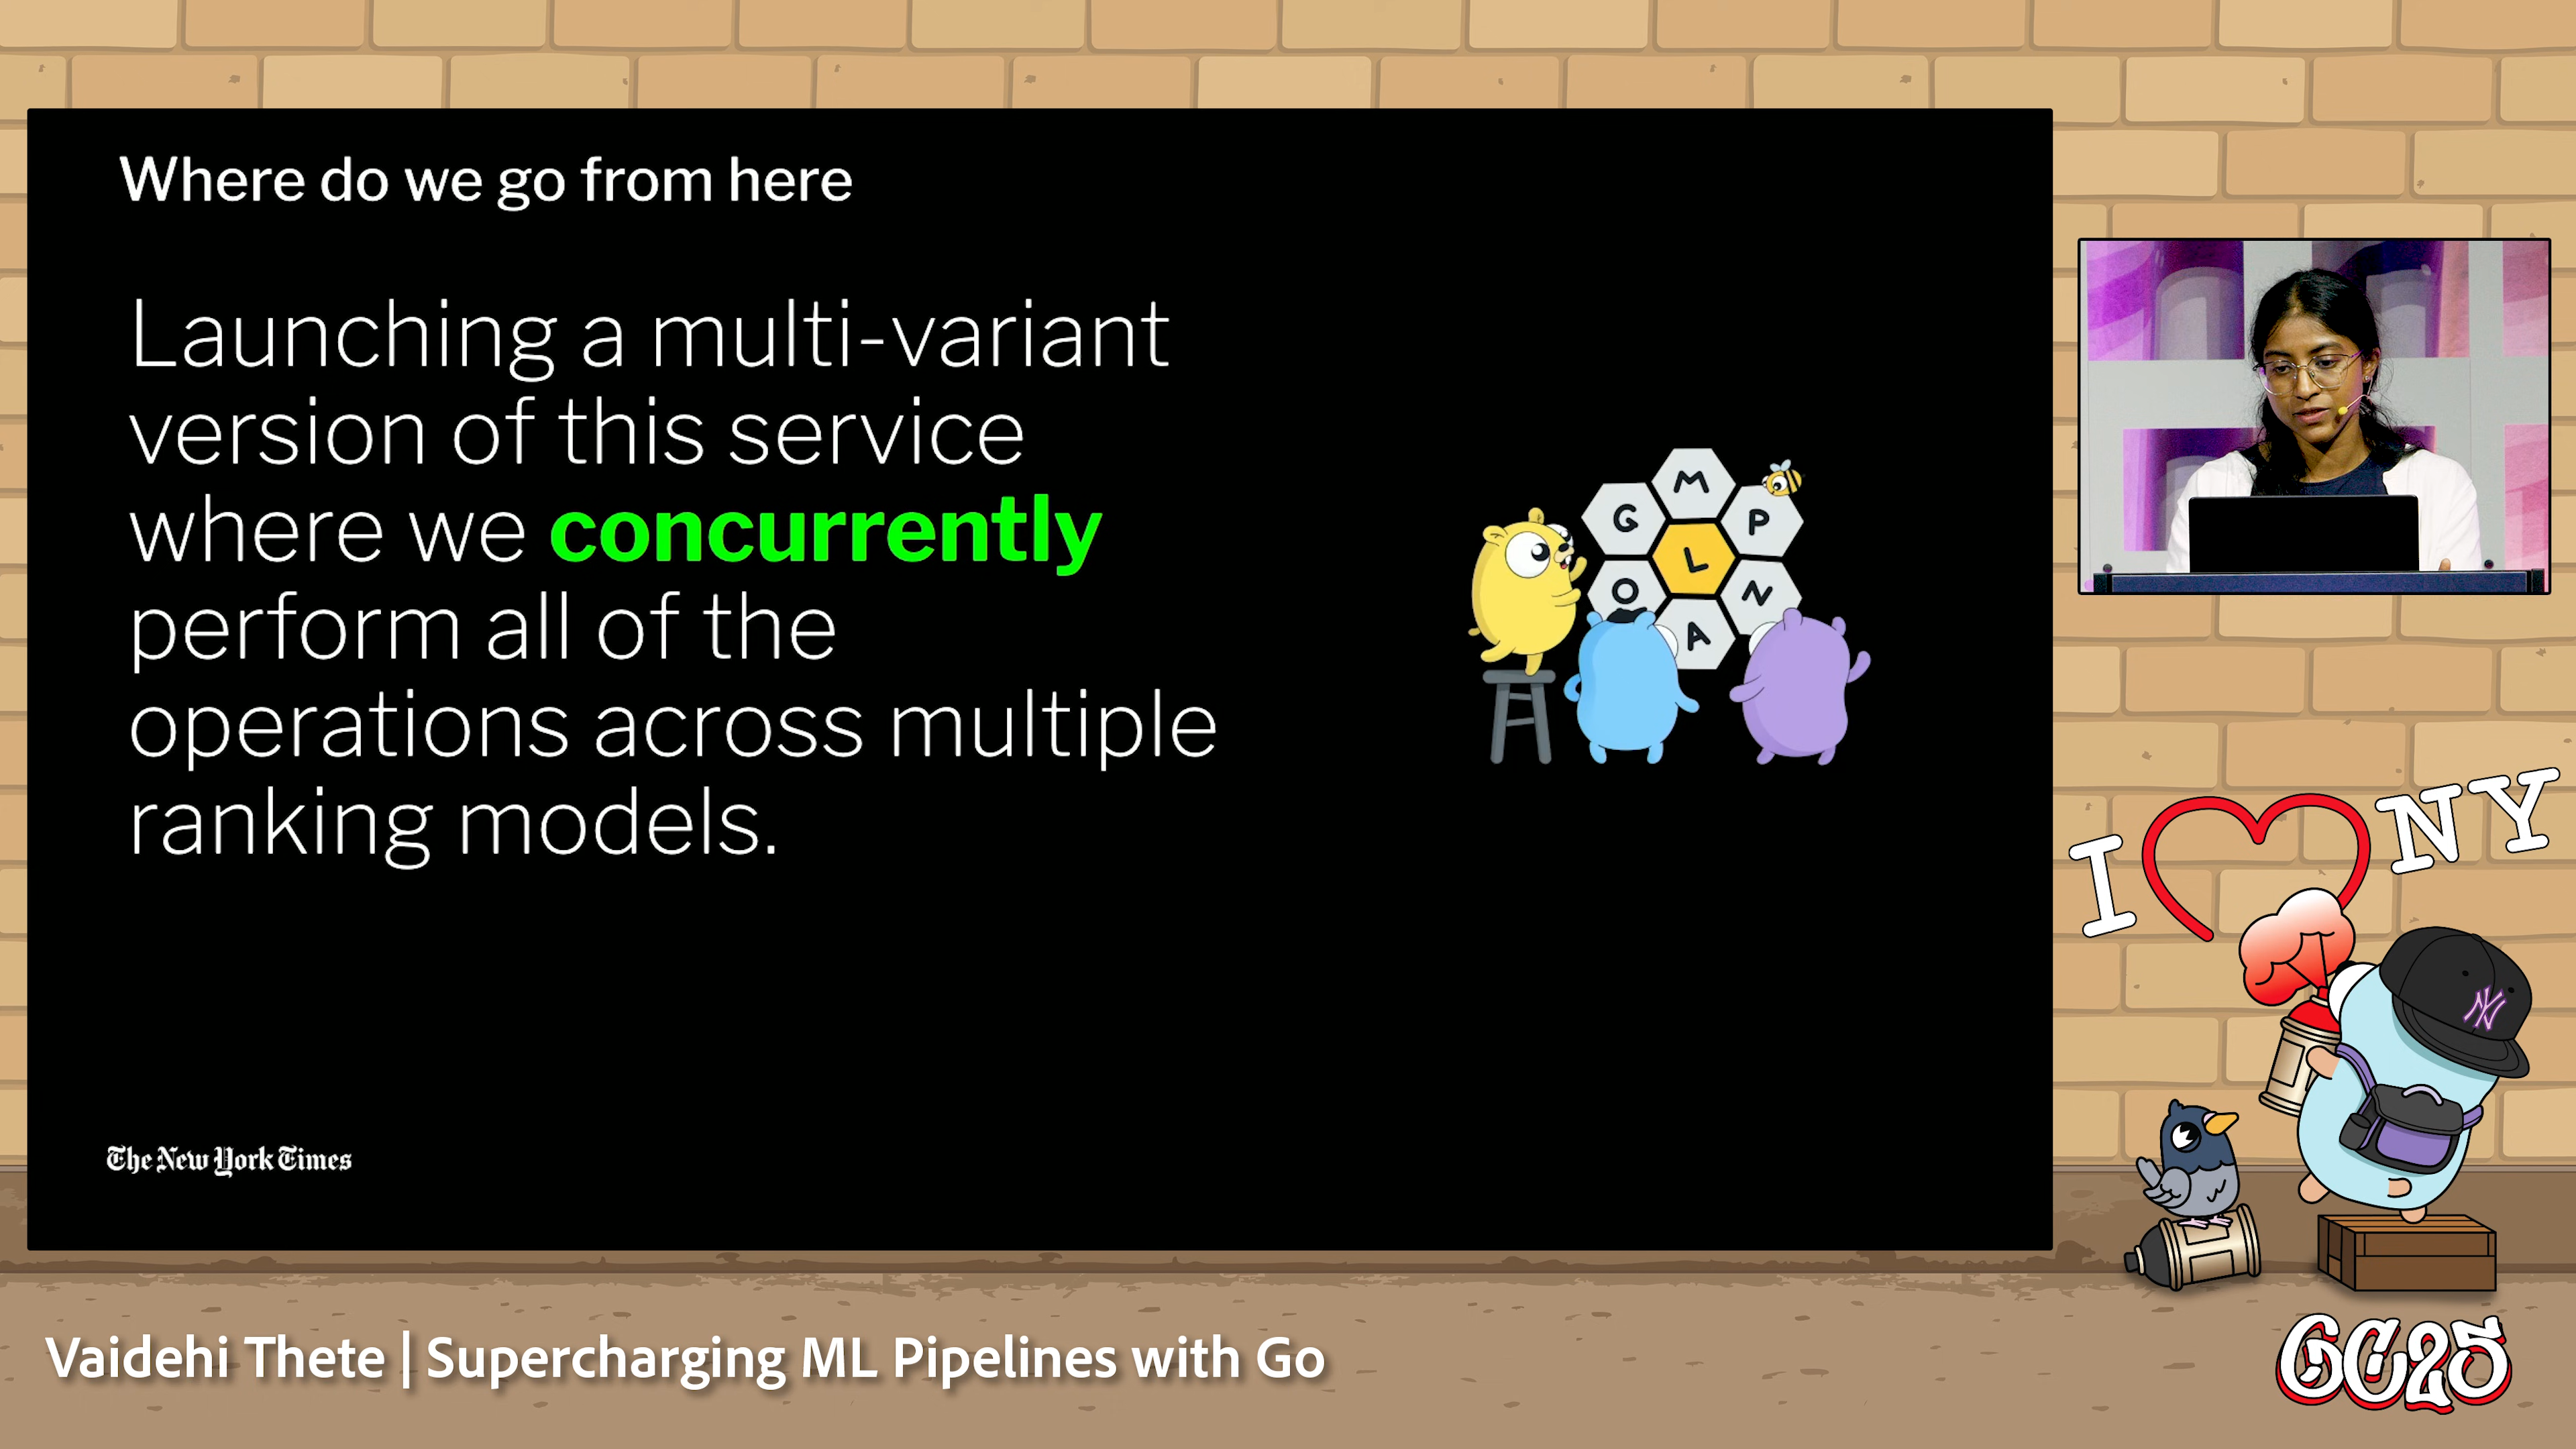 Where do we go from here
Launching a multi-variant
version of this service
where we concurrently
perform all of the
operations across multiple
ranking models.
M
G
P
L
O
N
A
The New York Times
I NY
NY
Vaidehi Thete | Supercharging ML Pipelines with Go
GC25